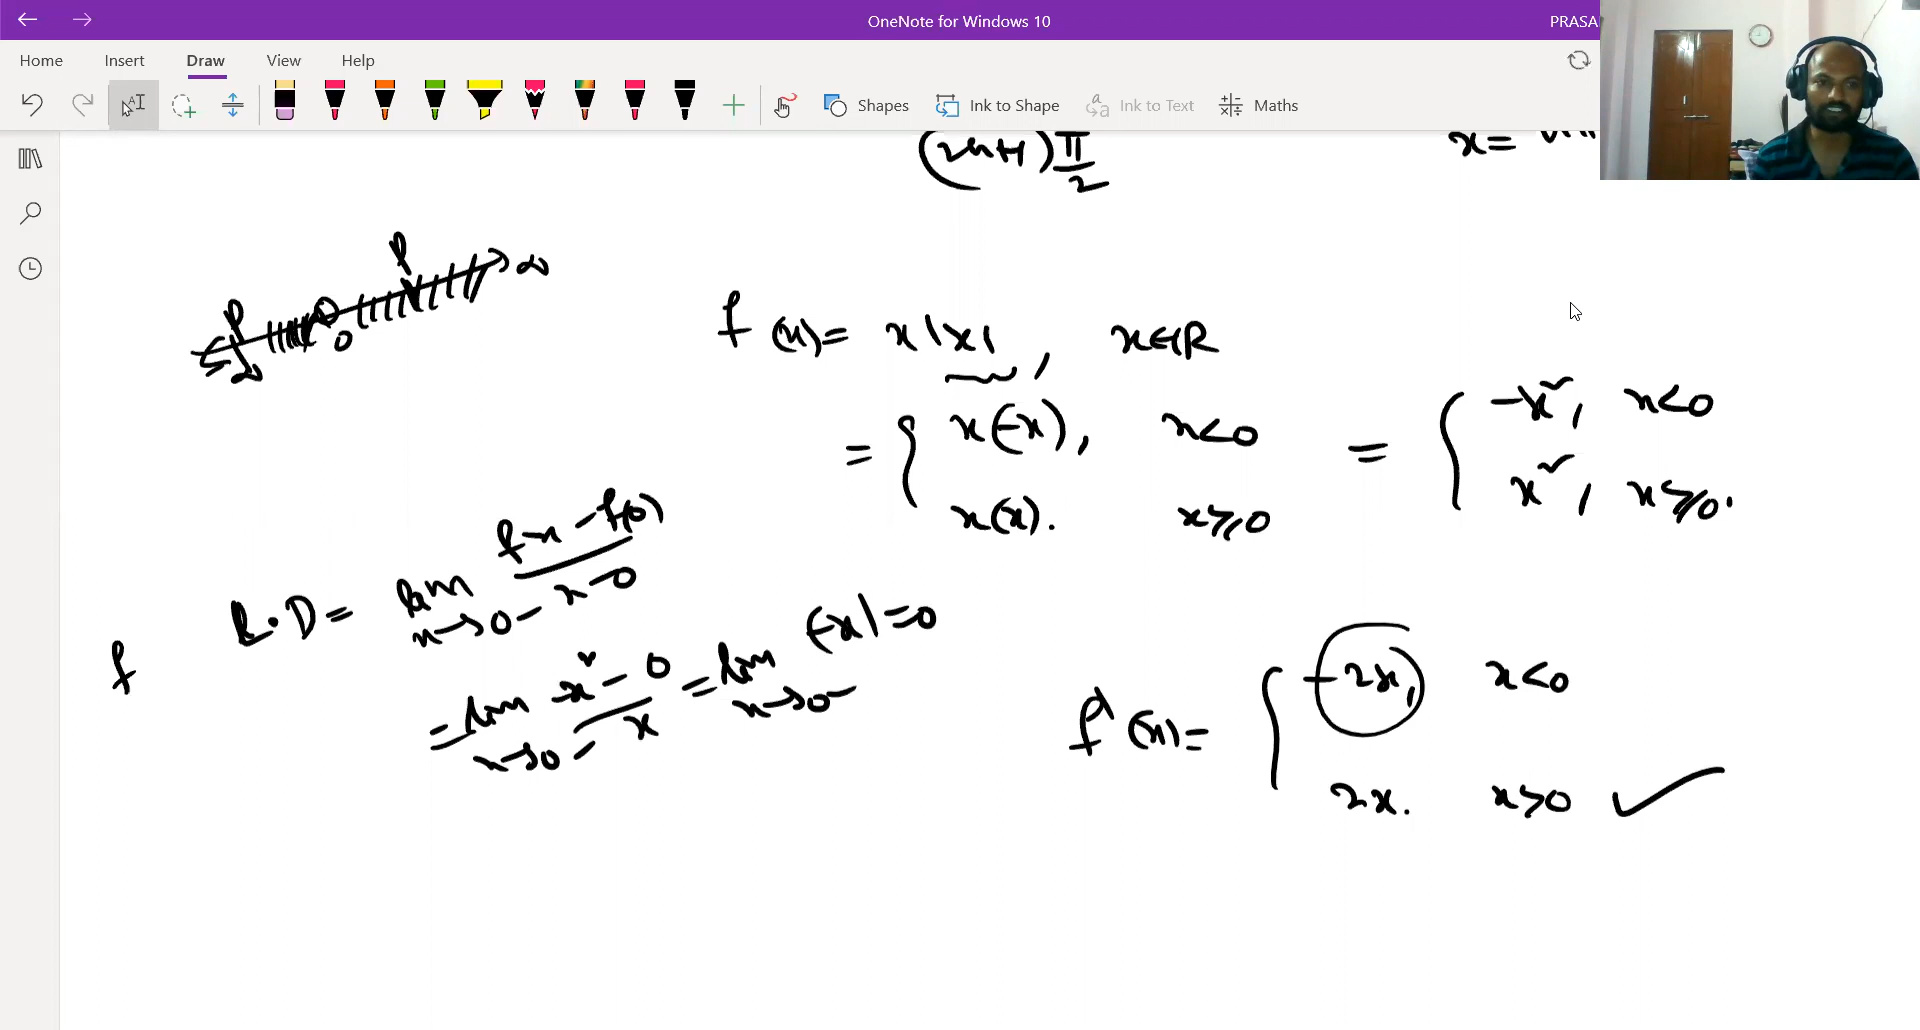 OneNote for Windows 10
PRASA
Home Insert Draw View Help
Shapes Ink to Shape Ink to Text Maths
(2n+1) π/2
x =
P P ∞
0
f(x) = x|x|, x∈R
= { x(-x), x<0 = { -x², x<0
x(x). x≥0 x², x≥0.
L.D = lim x→0- f x - f(0) / x-0
= lim x→0- -x² - 0 / x = lim x→0- (-x) = 0
f
f'(x) = { -2x, x<0
2x. x>0